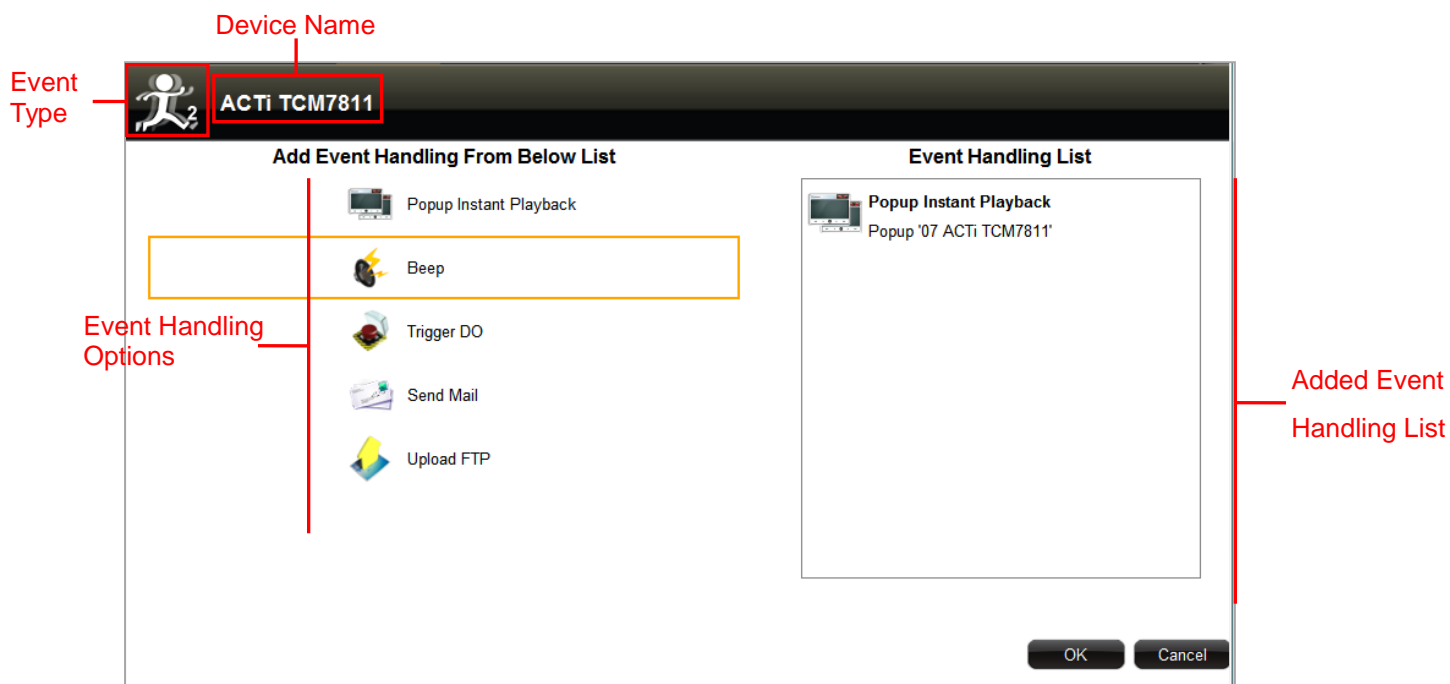 Device Name
Event
Type
2
ACTi TCM7811
Add Event Handling From Below List
Event Handling List
Popup Instant Playback
Popup Instant Playback
Popup '07 ACTi TCM7811'
Beep
Event Handling
Options
Trigger DO
Send Mail
Upload FTP
Added Event
Handling List
OK
Cancel